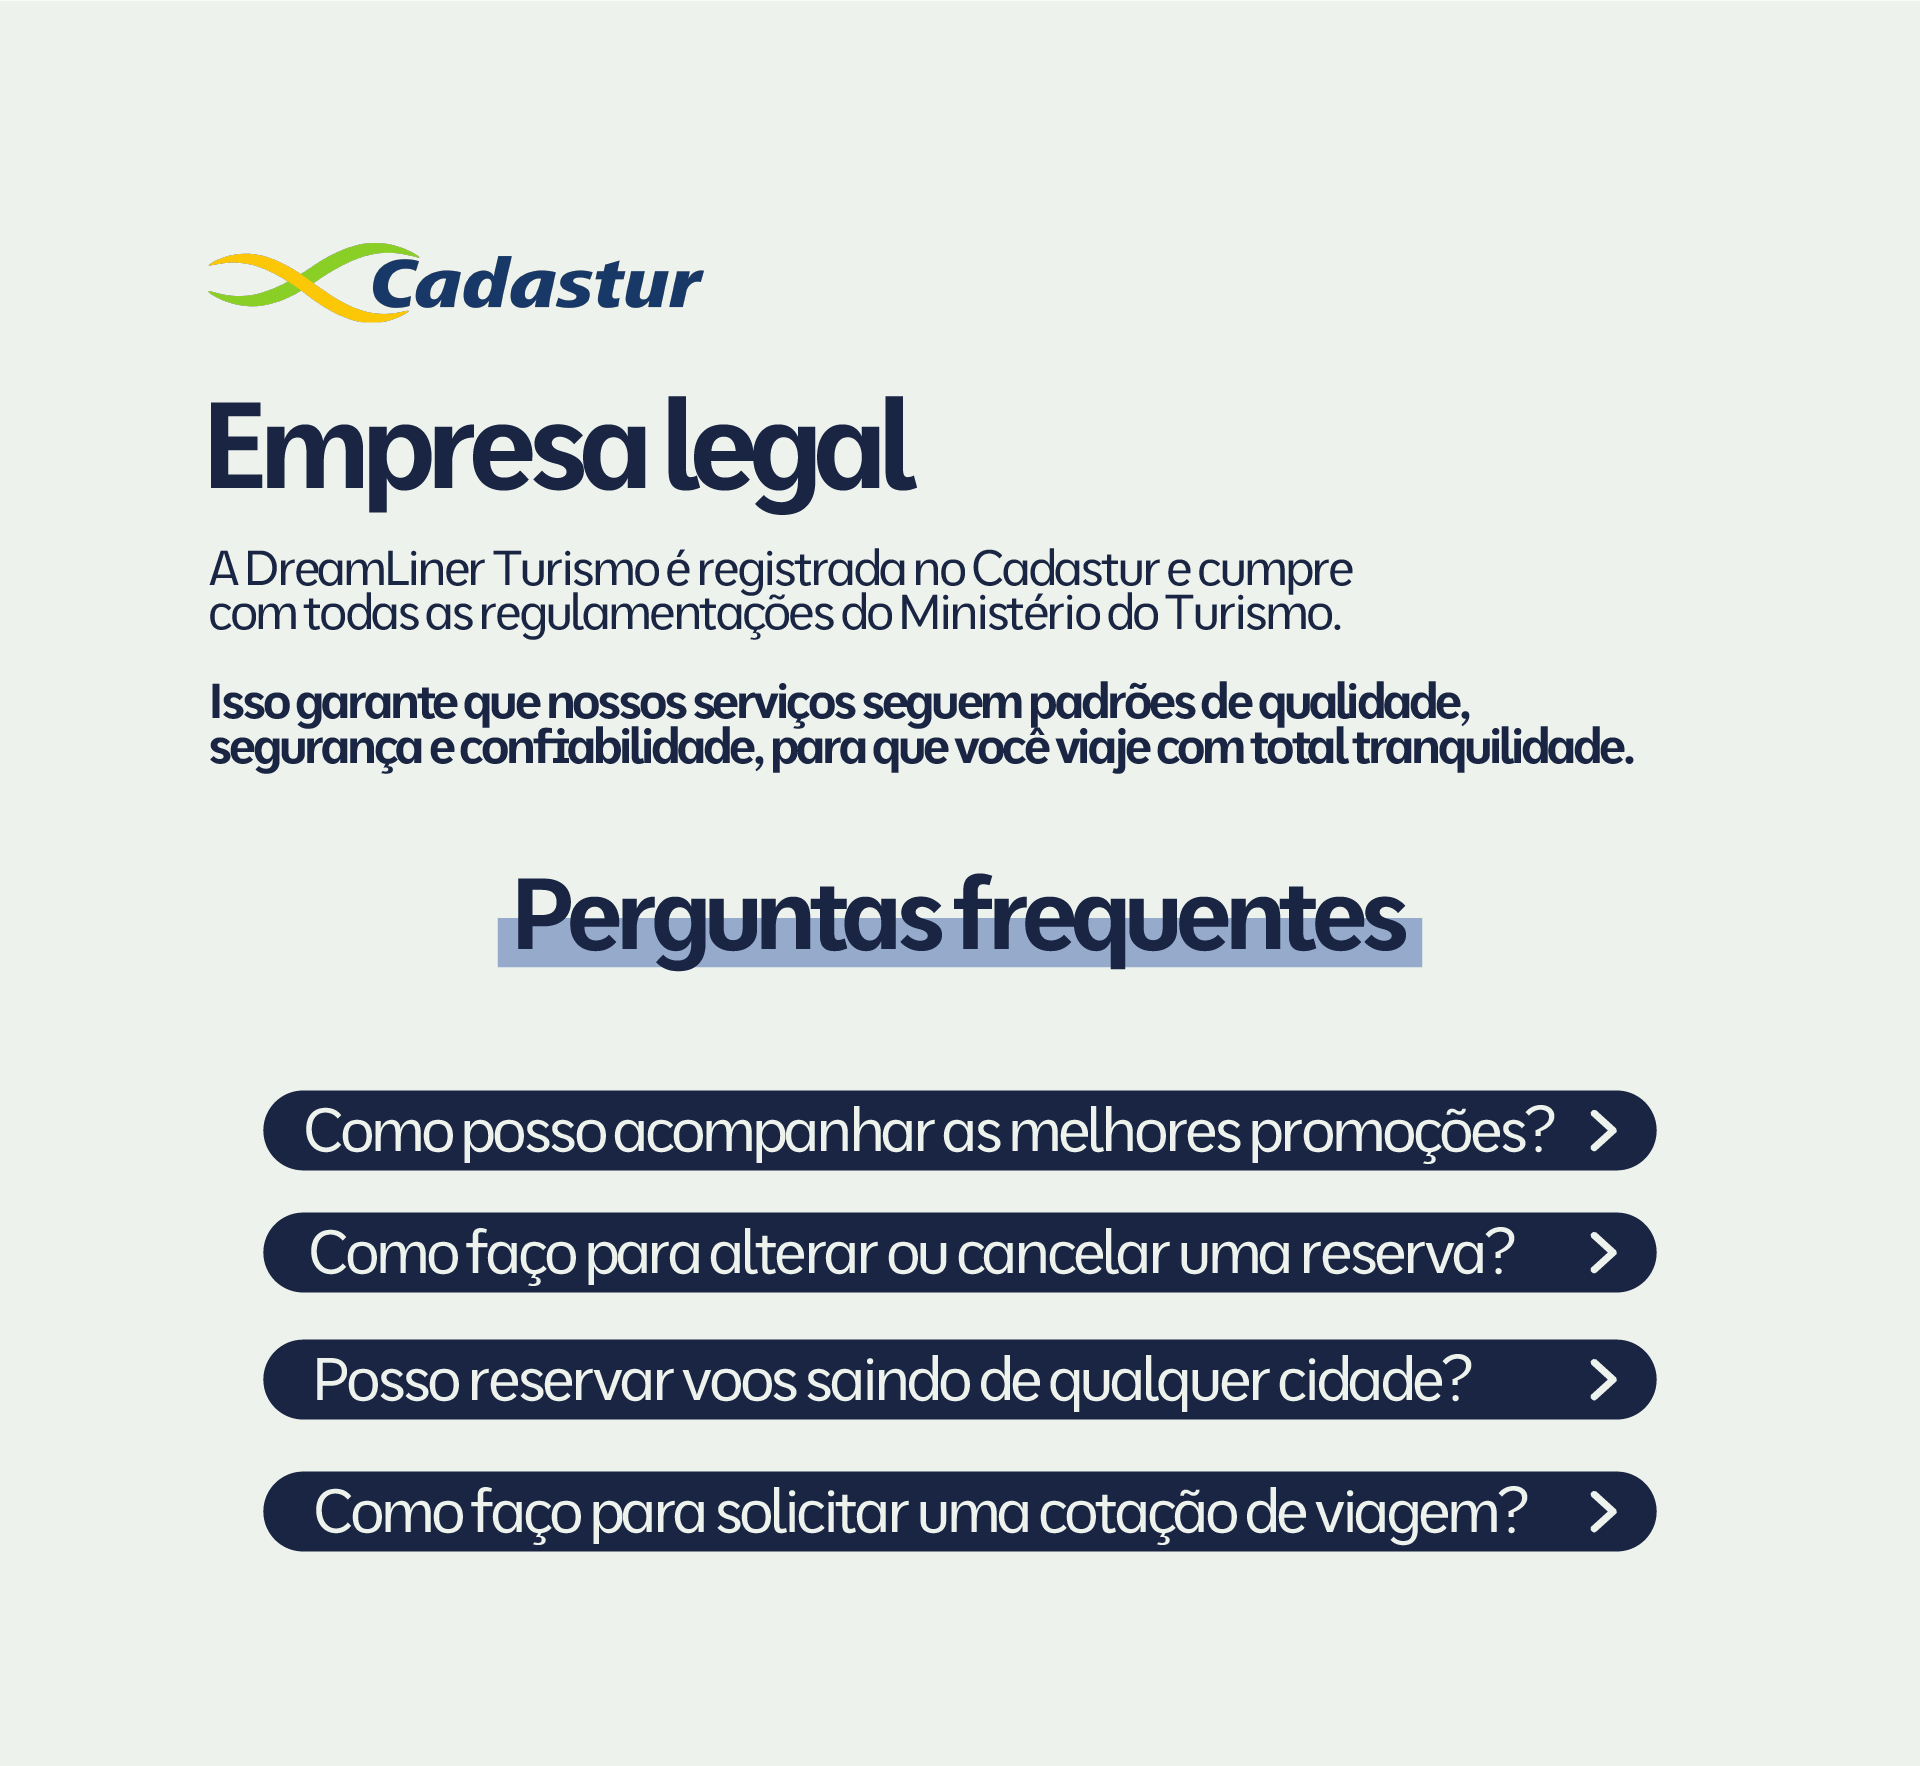 Cadastur
Empresa legal
A DreamLiner Turismo é registrada no Cadastur e cumpre
com todas as regulamentações do Ministério do Turismo.
Isso garante que nossos serviços seguem padrões de qualidade,
segurança e confiabilidade, para que você viaje com total tranquilidade.
Perguntas frequentes
Como posso acompanhar as melhores promoções?
Como faço para alterar ou cancelar uma reserva?
Posso reservar voos saindo de qualquer cidade?
Como faço para solicitar uma cotação de viagem?